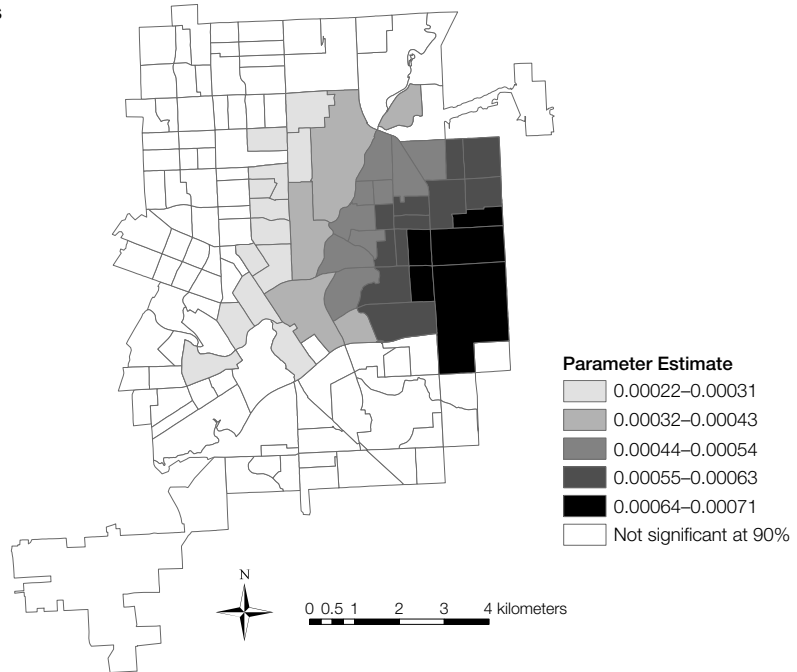 s
Parameter Estimate
0.00022–0.00031
0.00032–0.00043
0.00044–0.00054
0.00055–0.00063
0.00064–0.00071
Not significant at 90%
N
0 0.5 1 2 3 4 kilometers